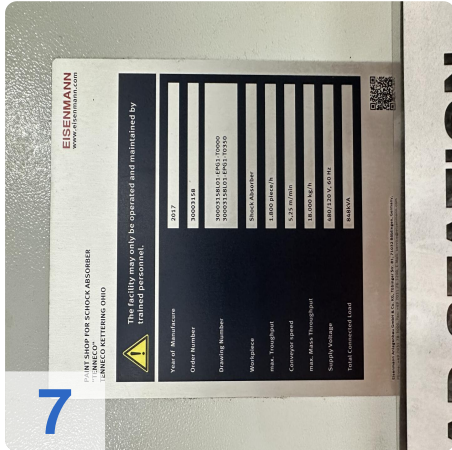 EISENMANN
www.eisenmann.com
PAINT SHOP FOR SCHOCK ABSORBER
"TENNECO"
TENNECO KETTERING OHIO
The facility may only be operated and maintained by
trained personnel.
Year of Manufacure 2017
Order Number 30003158
Drawing Number 30003158L01-EPG1-T0000
30003158L01-EPG1-T0350
Workpiece Shock Absorber
max. Troughput 1.800 piece/h
Conveyor speed 5,25 m/min
max. Mass Throughput 18.000 kg/h
Supply Voltage 480/120 V, 60 Hz
Total Connected Load 848kVA
7